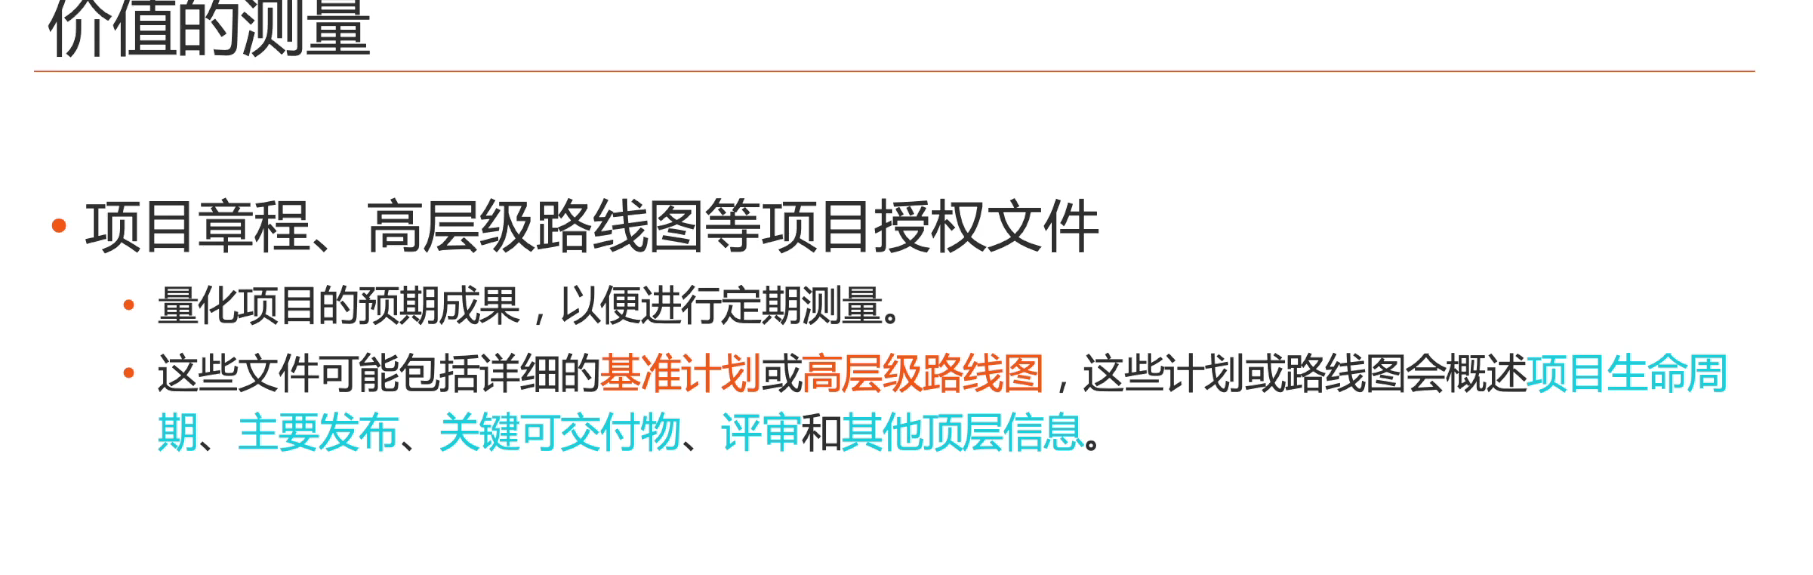 价值的测量
• 项目章程、高层级路线图等项目授权文件
• 量化项目的预期成果，以便进行定期测量。
• 这些文件可能包括详细的基准计划或高层级路线图，这些计划或路线图会概述项目生命周
期、主要发布、关键可交付物、评审和其他顶层信息。